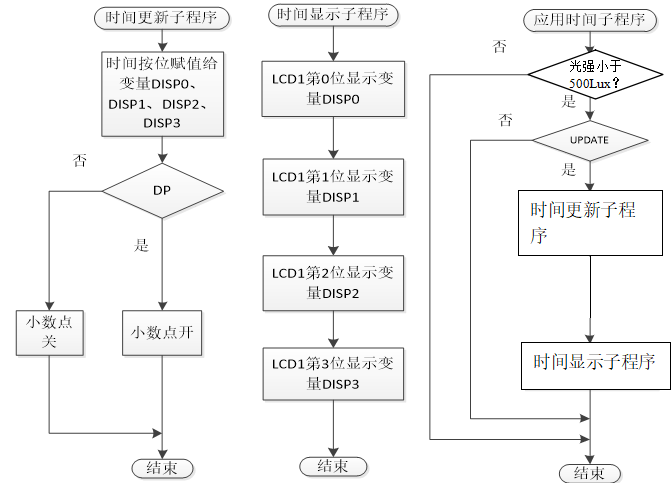 时间更新子程序
时间按位赋值给
变量DISP0、
DISP1、DISP2、
DISP3
否
DP
是
小数点
关
小数点开
结束
时间显示子程序
LCD1第0位显示变
量DISP0
LCD1第1位显示变
量DISP1
LCD1第2位显示变
量DISP2
LCD1第3位显示变
量DISP3
结束
应用时间子程序
否
光强小于
500Lux?
是
否
UPDATE
是
时间更新子程
序
时间显示子程序
结束